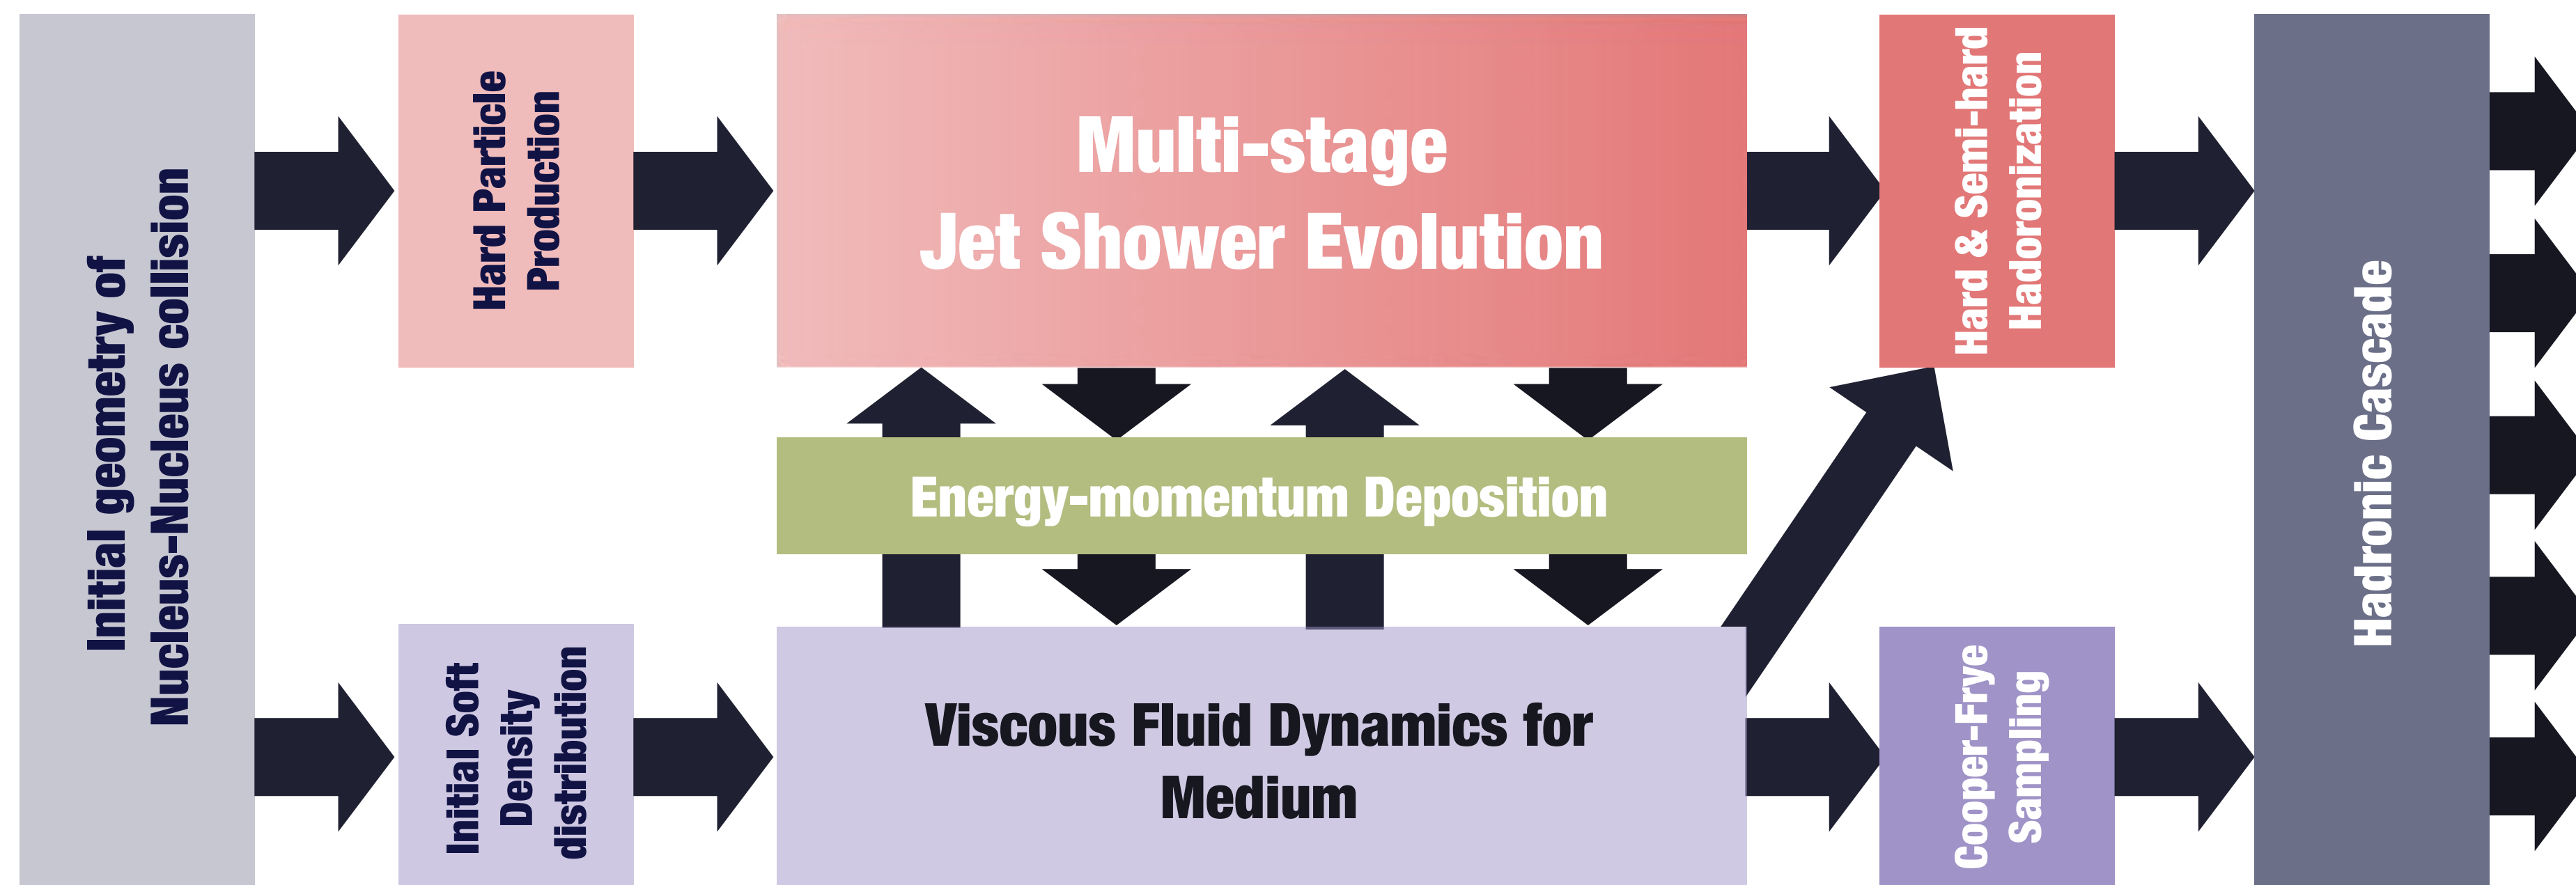 Initial geometry of
Nucleus-Nucleus collision
Hard Particle
Production
Multi-stage
Jet Shower Evolution
Hard & Semi-hard
Hadoronization
Energy-momentum Deposition
Initial Soft
Density
distribution
Viscous Fluid Dynamics for
Medium
Cooper-Frye
Sampling
Hadronic Cascade